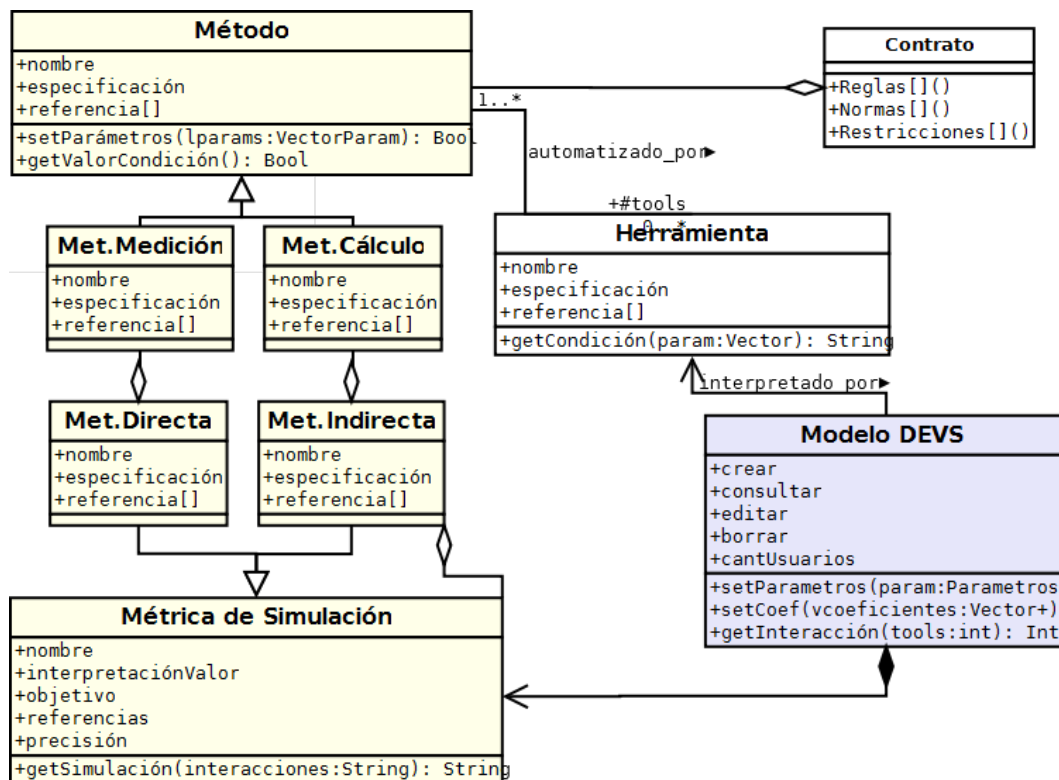 Método
+nombre
+especificación
+referencia[]
+setParámetros(lparams:VectorParam): Bool
+getValorCondición(): Bool
Contrato
+Reglas[]()
+Normas[]()
+Restricciones[]()
1..*
automatizado_por▶
+#tools
0..*
Herramienta
+nombre
+especificación
+referencia[]
+getCondición(param:Vector): String
Met.Medición
+nombre
+especificación
+referencia[]
Met.Cálculo
+nombre
+especificación
+referencia[]
interpretado_por▶
Met.Directa
+nombre
+especificación
+referencia[]
Met.Indirecta
+nombre
+especificación
+referencia[]
Modelo DEVS
+crear
+consultar
+editar
+borrar
+cantUsuarios
+setParametros(param:Parametros
+setCoef(vcoeficientes:Vector+)
+getInteracción(tools:int): Int
Métrica de Simulación
+nombre
+interpretaciónValor
+objetivo
+referencias
+precisión
+getSimulación(interacciones:String): String